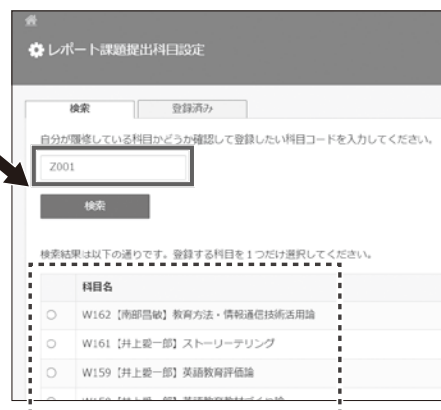 レポート課題提出科目設定
検索 登録済み
自分が履修している科目かどうか確認して登録したい科目コードを入力してください。
Z001
検索
検索結果は以下の通りです。登録する科目を1つだけ選択してください。
科目名
W162【南部昌敏】教育方法・情報通信技術活用論
W161【井上愛一郎】ストーリーテリング
W159【井上愛一郎】英語教育評価論